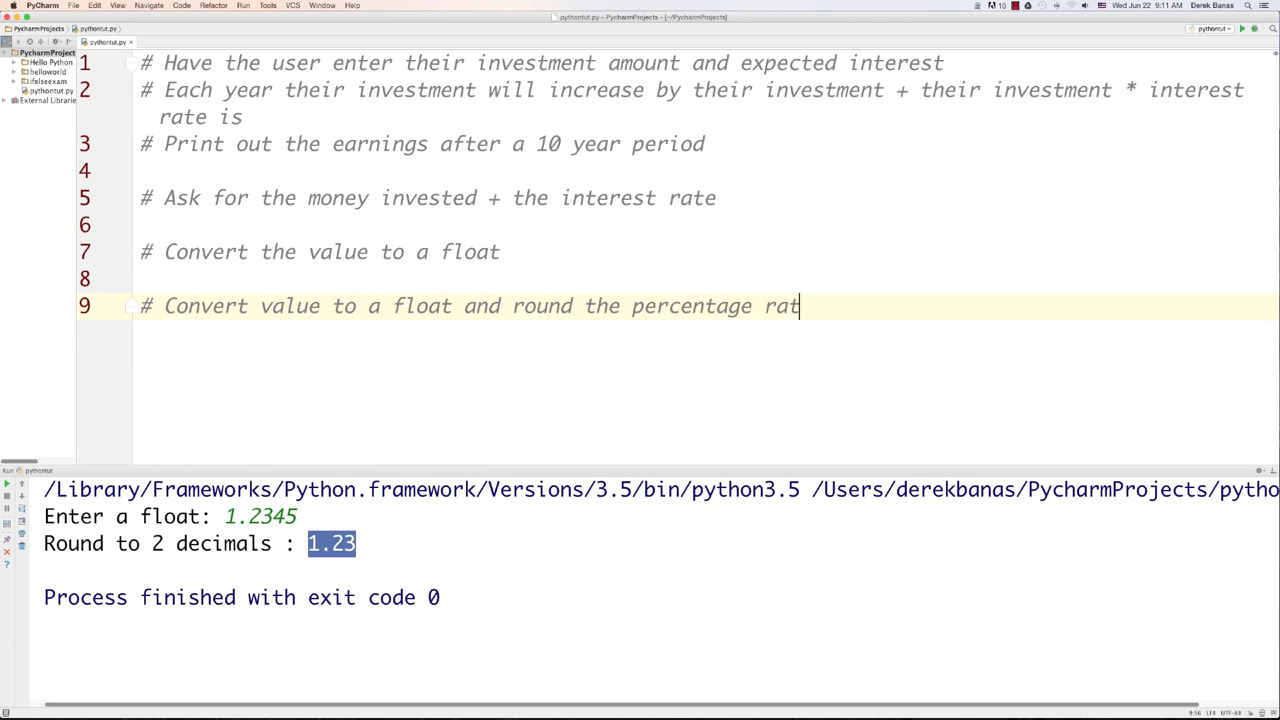 PyCharm File Edit View Navigate Code Refactor Run Tools VCS Window Help
10 Wed Jun 22 9:11 AM Derek Banas
pythontut.py - PycharmProjects - [~/PycharmProjects]
PycharmProjects pythontut.py
pythontut
pythontut.py
PycharmProject
Hello Python
helloworld
ifelseexam
pythontut.py
External Librarie
1 # Have the user enter their investment amount and expected interest
2 # Each year their investment will increase by their investment + their investment * interest
rate is
3 # Print out the earnings after a 10 year period
4
5 # Ask for the money invested + the interest rate
6
7 # Convert the value to a float
8
9 # Convert value to a float and round the percentage rat
Run pythontut
/Library/Frameworks/Python.framework/Versions/3.5/bin/python3.5 /Users/derekbanas/PycharmProjects/pytho
Enter a float: 1.2345
Round to 2 decimals : 1.23
Process finished with exit code 0
9:56 LF UTF-8